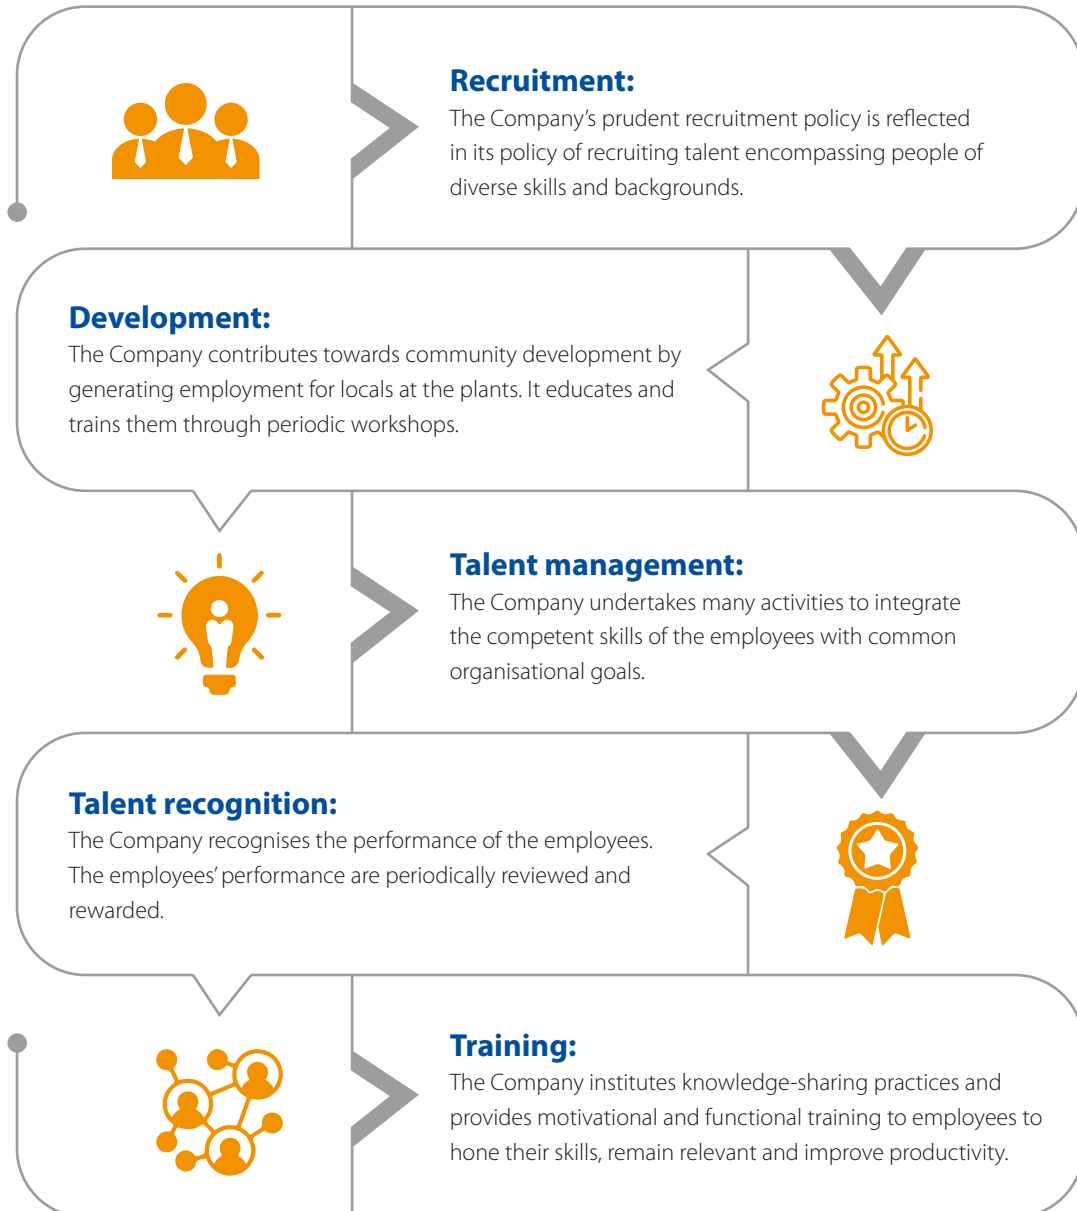 Recruitment:
The Company’s prudent recruitment policy is reflected
in its policy of recruiting talent encompassing people of
diverse skills and backgrounds.
Development:
The Company contributes towards community development by
generating employment for locals at the plants. It educates and
trains them through periodic workshops.
Talent management:
The Company undertakes many activities to integrate
the competent skills of the employees with common
organisational goals.
Talent recognition:
The Company recognises the performance of the employees.
The employees’ performance are periodically reviewed and
rewarded.
Training:
The Company institutes knowledge-sharing practices and
provides motivational and functional training to employees to
hone their skills, remain relevant and improve productivity.